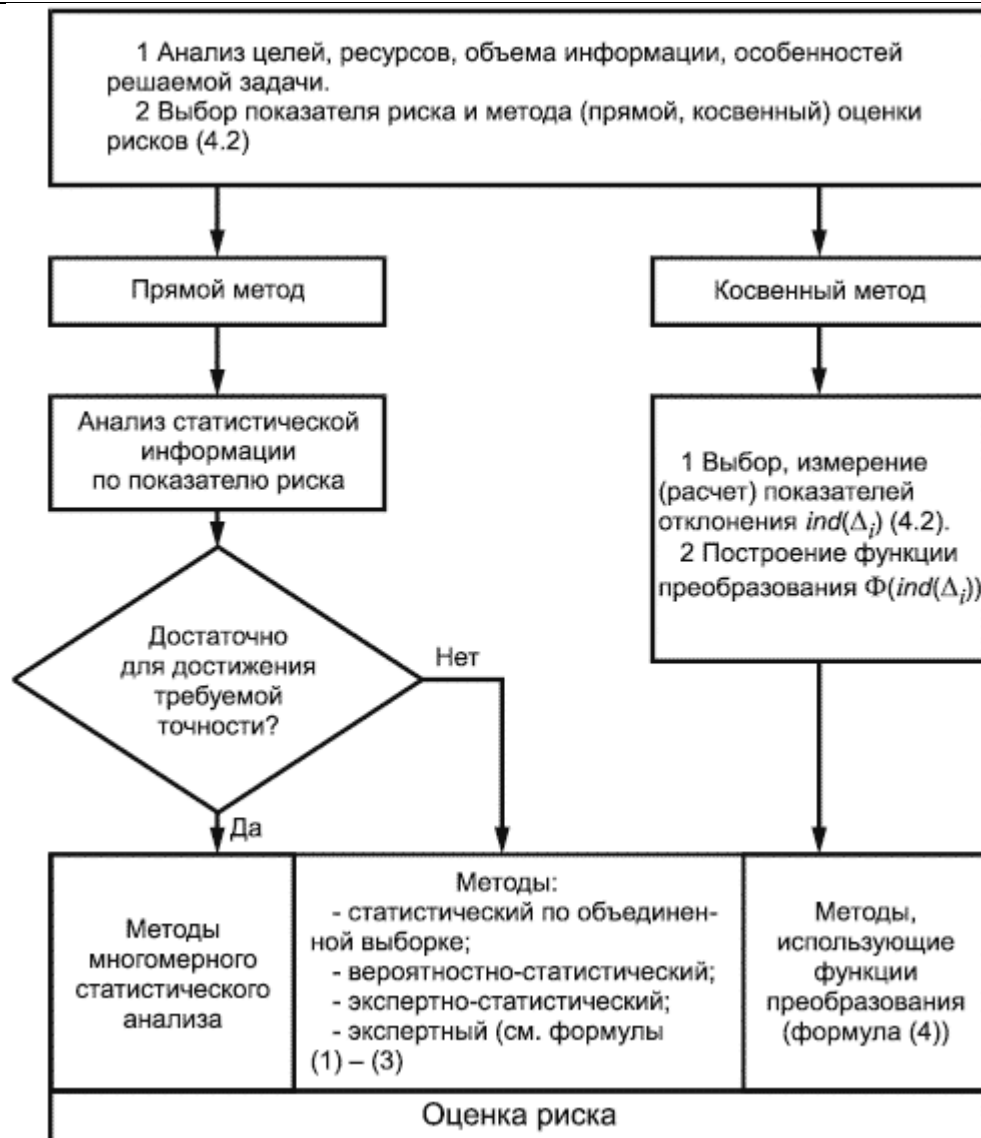 1 Анализ целей, ресурсов, объема информации, особенностей
решаемой задачи.
2 Выбор показателя риска и метода (прямой, косвенный) оценки
рисков (4.2)
Прямой метод
Косвенный метод
Анализ статистической
информации
по показателю риска
1 Выбор, измерение
(расчет) показателей
отклонения ind(Δi) (4.2).
2 Построение функции
преобразования Φ(ind(Δi))
Достаточно
для достижения
требуемой
точности?
Нет
Да
Методы
многомерного
статистического
анализа
Методы:
- статистический по объединен-
ной выборке;
- вероятностно-статистический;
- экспертно-статистический;
- экспертный (см. формулы
(1) – (3)
Методы,
использующие
функции
преобразования
(формула (4))
Оценка риска